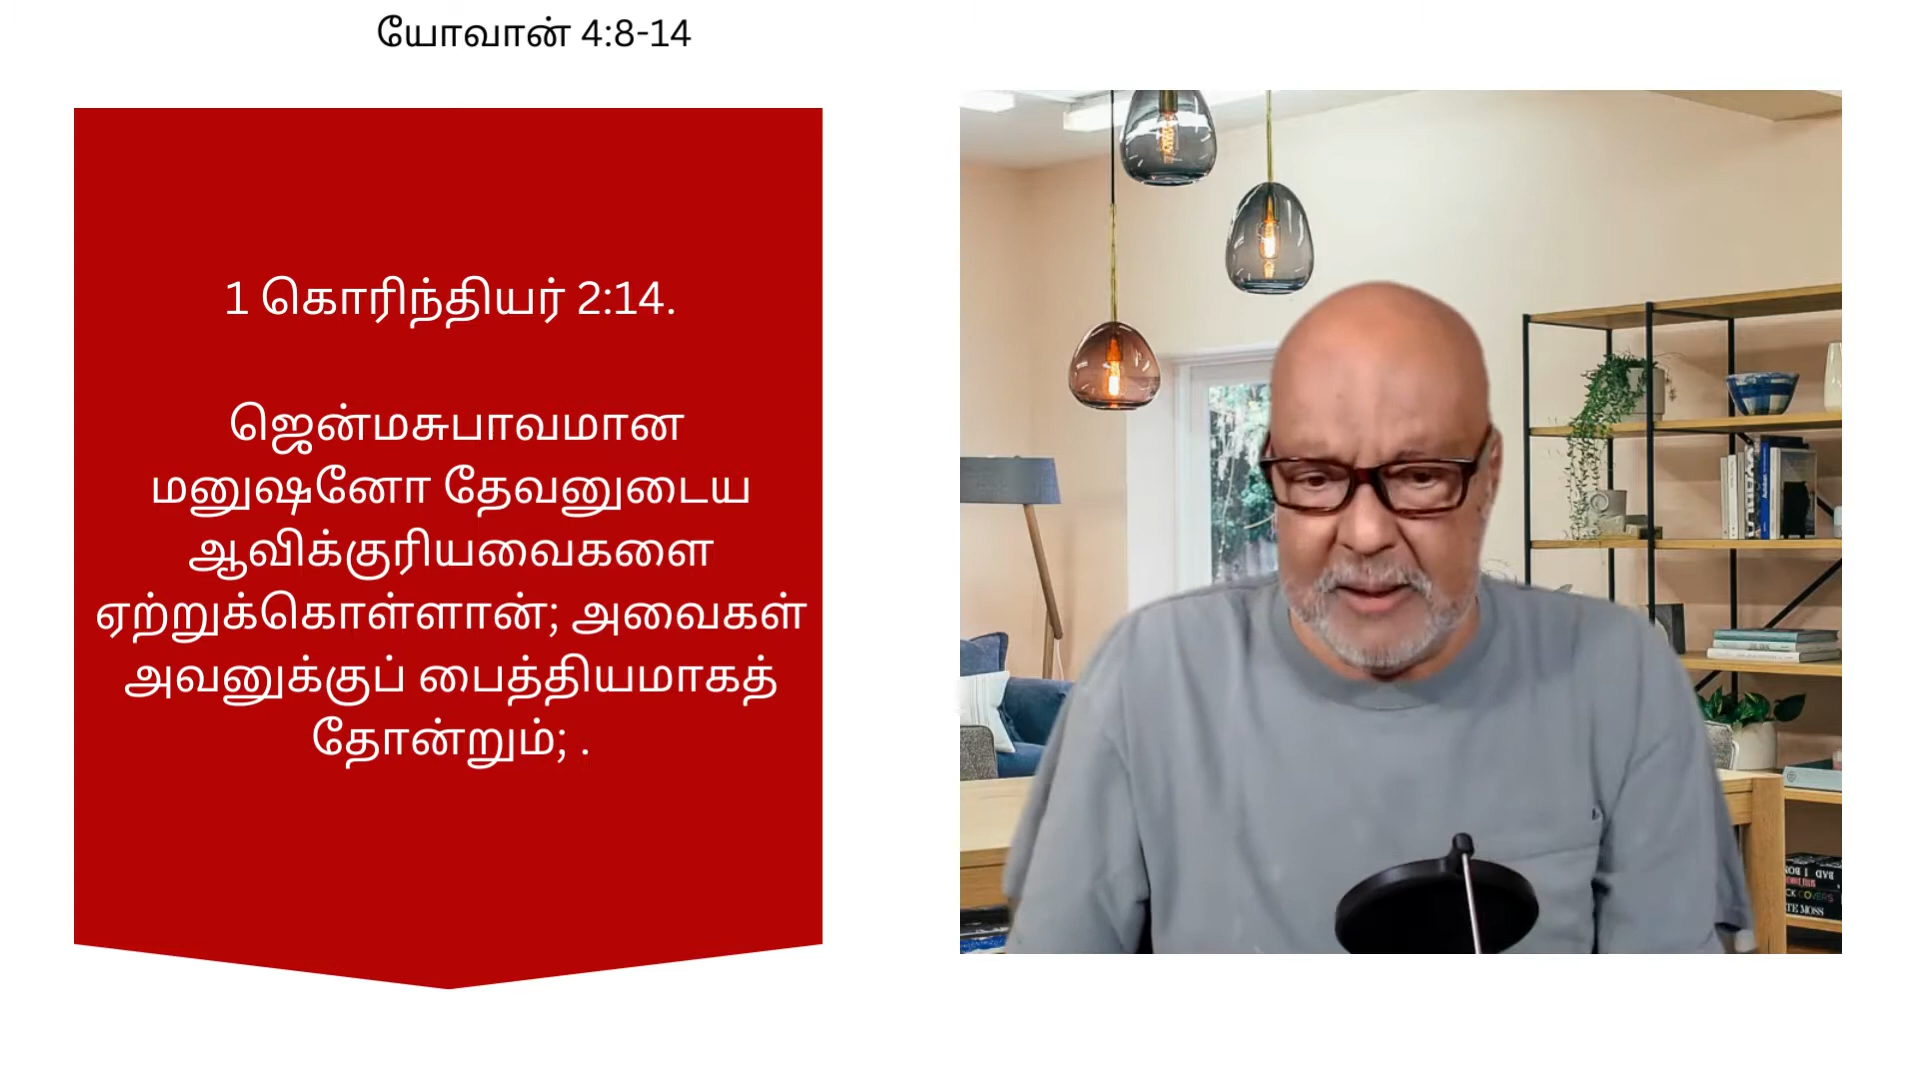 யோவான் 4:8-14
1 கொரிந்தியர் 2:14.
ஜென்மசுபாவமான
மனுஷனோ தேவனுடைய
ஆவிக்குரியவைகளை
ஏற்றுக்கொள்ளான்; அவைகள்
அவனுக்குப் பைத்தியமாகத்
தோன்றும்; .